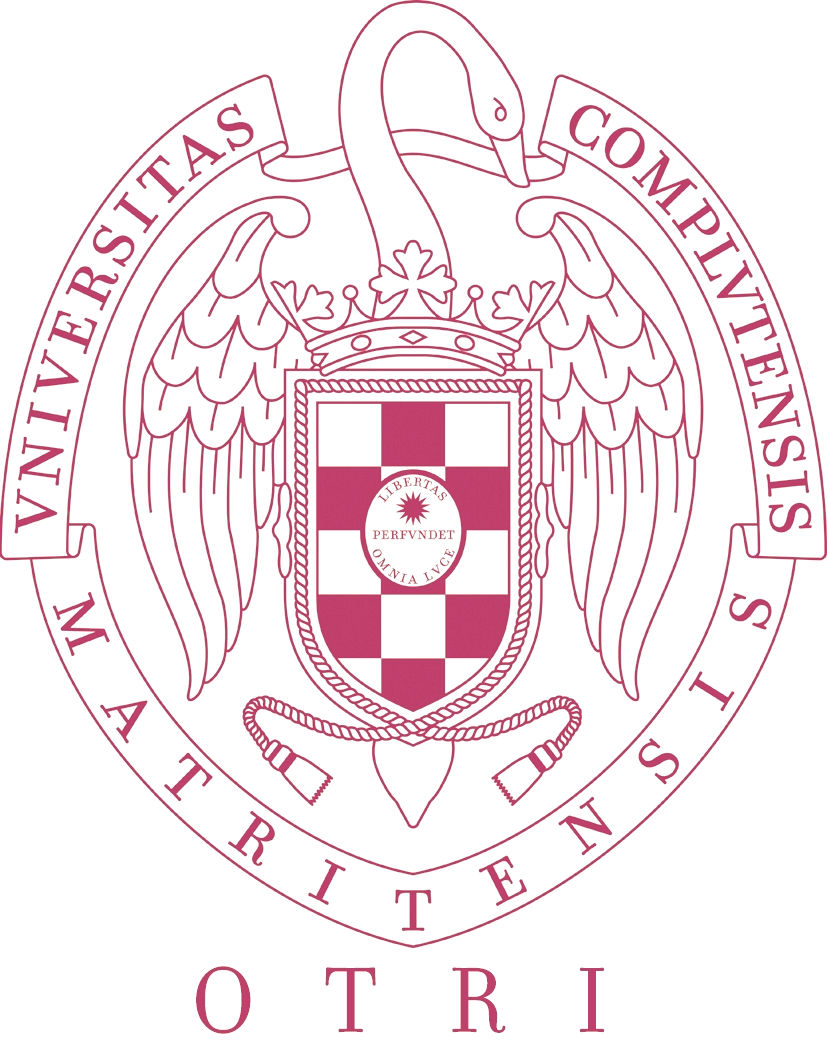 VNIVERSITAS COMPLVTENSIS
MATRITENSIS
LIBERTAS
PERFVNDET
OMNIA LVCE
OTRI